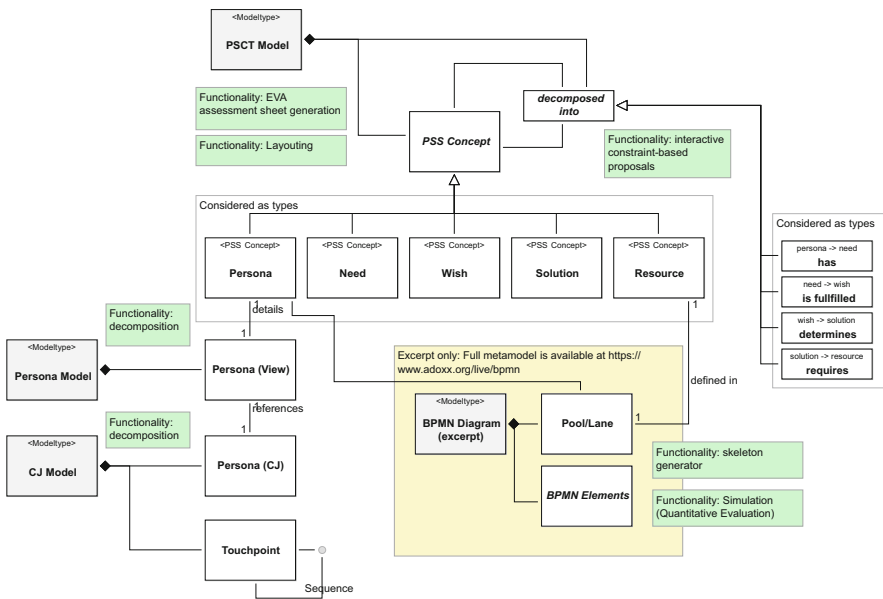 <Modeltype>
PSCT Model
Functionality: EVA
assessment sheet generation
Functionality: Layouting
decomposed
into
PSS Concept
Functionality: interactive
constraint-based
proposals
Considered as types
<PSS Concept>
Persona
<PSS Concept>
Need
<PSS Concept>
Wish
<PSS Concept>
Solution
<PSS Concept>
Resource
Considered as types
persona -> need
has
need -> wish
is fullfilled
wish -> solution
determines
solution -> resource
requires
1
details
1
Functionality:
decomposition
<Modeltype>
Persona Model
Persona (View)
1
references
1
Functionality:
decomposition
<Modeltype>
CJ Model
Persona (CJ)
Touchpoint
Sequence
Excerpt only: Full metamodel is available at https://
www.adoxx.org/live/bpmn
<Modeltype>
BPMN Diagram
(excerpt)
Pool/Lane
BPMN Elements
1
defined in
1
Functionality: skeleton
generator
Functionality: Simulation
(Quantitative Evaluation)